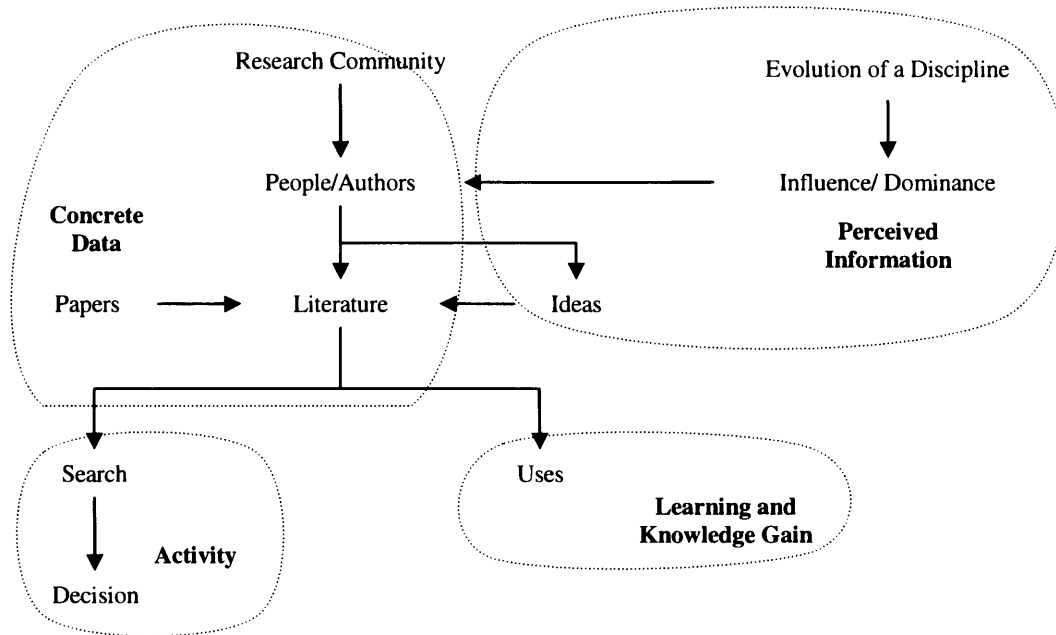 Research Community
Evolution of a Discipline
People/Authors
Influence/ Dominance
Concrete
Data
Perceived
Information
Papers
Literature
Ideas
Search
Uses
Learning and
Knowledge Gain
Activity
Decision